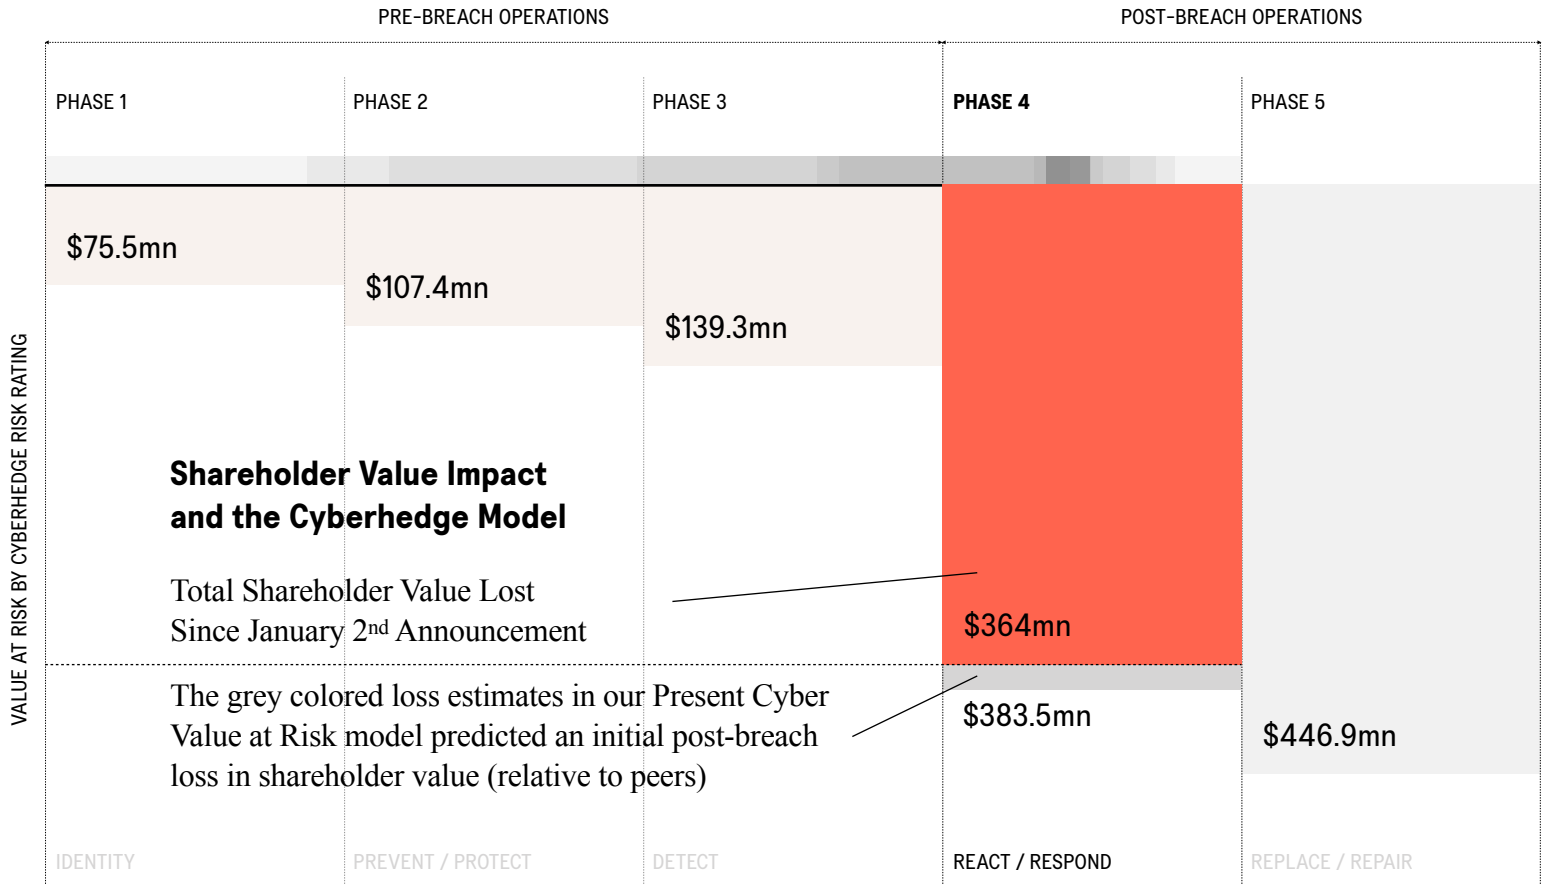 PRE-BREACH OPERATIONS
POST-BREACH OPERATIONS
PHASE 1
PHASE 2
PHASE 3
PHASE 4
PHASE 5
$75.5mn
$107.4mn
$139.3mn
VALUE AT RISK BY CYBERHEDGE RISK RATING
Shareholder Value Impact
and the Cyberhedge Model
Total Shareholder Value Lost
Since January 2nd Announcement
$364mn
The grey colored loss estimates in our Present Cyber
Value at Risk model predicted an initial post-breach
loss in shareholder value (relative to peers)
$383.5mn
$446.9mn
IDENTITY
PREVENT / PROTECT
DETECT
REACT / RESPOND
REPLACE / REPAIR